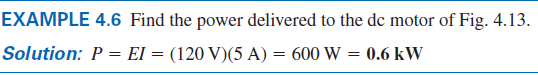 EXAMPLE 4.6 Find the power delivered to the dc motor of Fig. 4.13.
Solution: P = EI = (120 V)(5 A) = 600 W = 0.6 kW